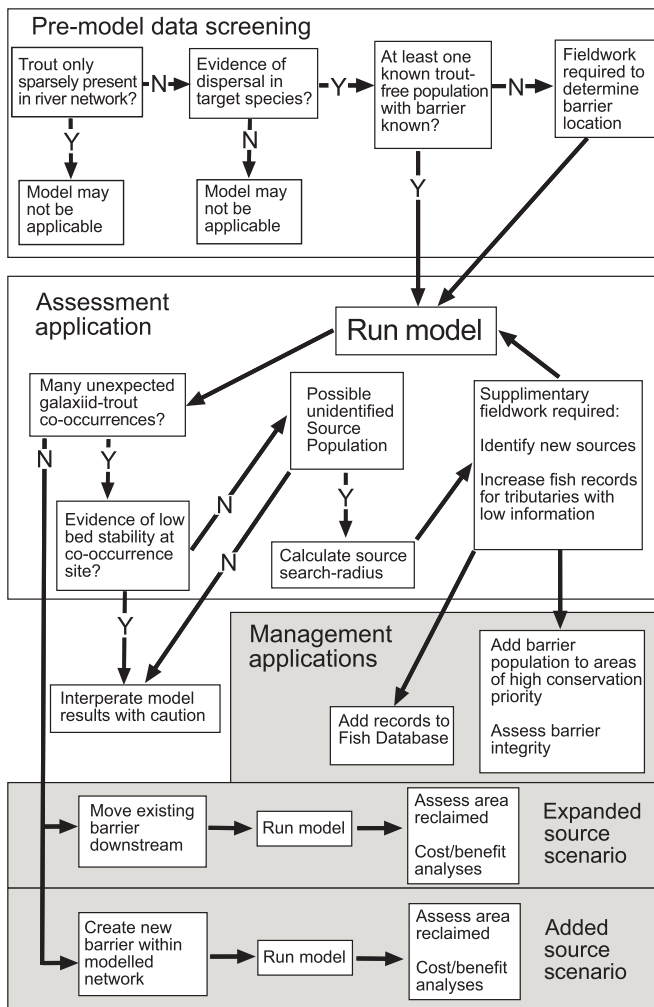 Pre-model data screening
Trout only
sparsely present
in river network?
N
Evidence of
dispersal in
target species?
Y
At least one
known trout-
free population
with barrier
known?
N
Fieldwork
required to
determine
barrier
location
Y
N
Y
Model may
not be
applicable
Model may
not be
applicable
Assessment
application
Run model
Many unexpected
galaxiid-trout
co-occurrences?
Possible
unidentified
Source
Population
Supplimentary
fieldwork required:
Identify new sources
Increase fish records
for tributaries with
low information
N
Y
N
Y
Evidence of low
bed stability at
co-occurrence
site?
N
Calculate source
search-radius
Y
Interperate model
results with caution
Management
applications
Add records to
Fish Database
Add barrier
population to areas
of high conservation
priority
Assess barrier
integrity
Move existing
barrier
downstream
Run model
Assess area
reclaimed
Cost/benefit
analyses
Expanded
source
scenario
Create new
barrier within
modelled
network
Run model
Assess area
reclaimed
Cost/benefit
analyses
Added
source
scenario